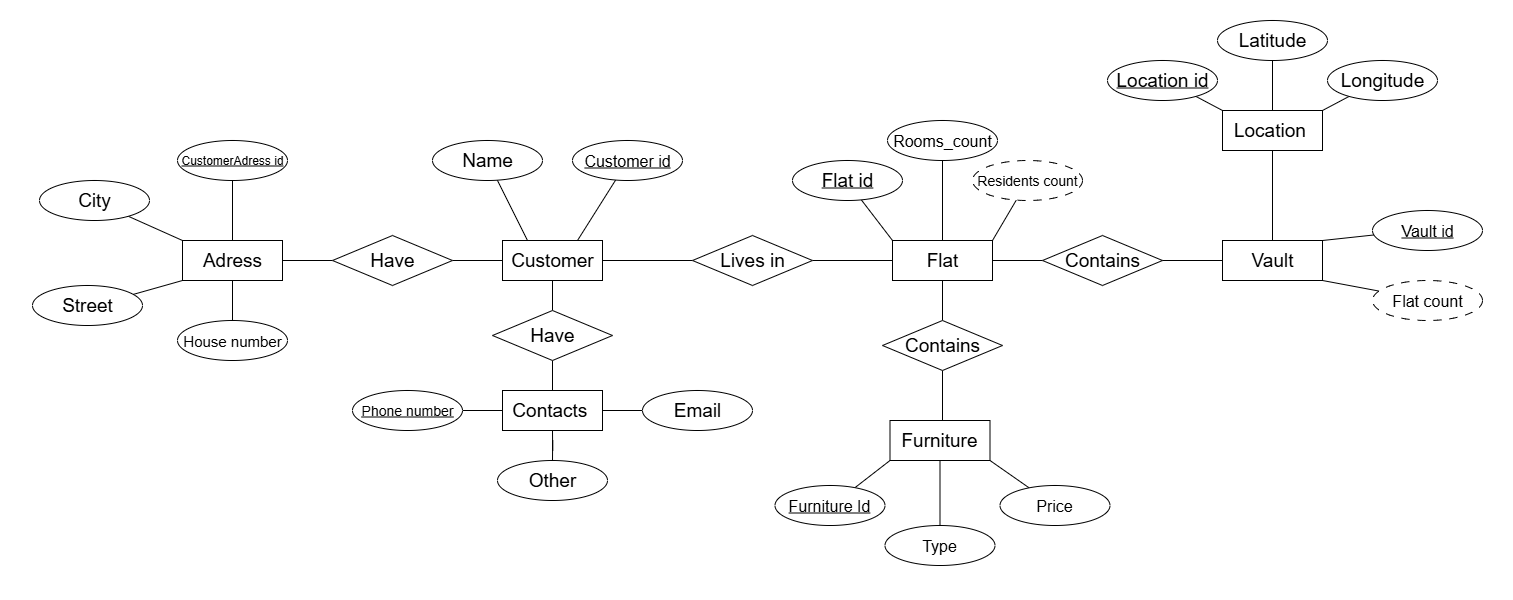 Latitude
Location id
Longitude
Location
Rooms_count
CustomerAdress id
Name
Customer id
Flat id
Residents count
City
Vault id
Adress
Have
Customer
Lives in
Flat
Contains
Vault
Street
Flat count
House number
Have
Contains
Phone number
Contacts
Email
Furniture
Other
Furniture Id
Price
Type